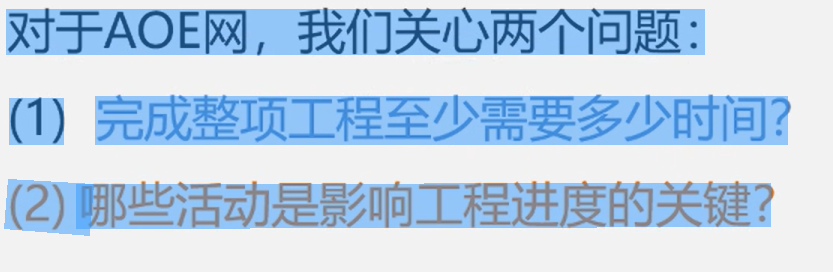 对于AOE网，我们关心两个问题：
(1) 完成整项工程至少需要多少时间?
(2) 哪些活动是影响工程进度的关键?